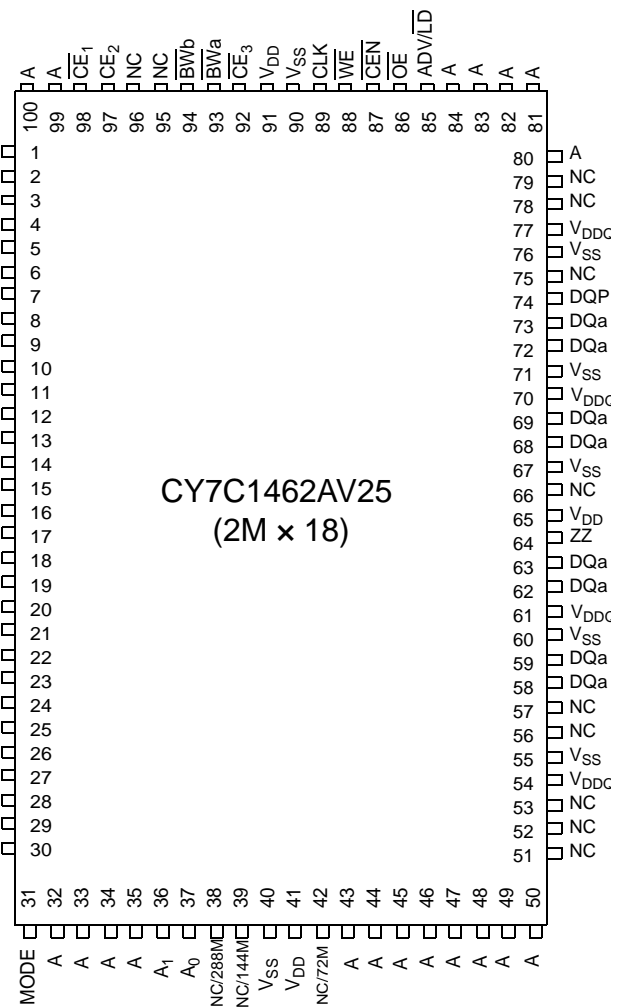 A
A
CE1
CE2
NC
NC
BWb
BWa
CE3
VDD
VSS
CLK
WE
CEN
OE
ADV/LD
A
A
A
A
100
99
98
97
96
95
94
93
92
91
90
89
88
87
86
85
84
83
82
81
1
2
3
4
5
6
7
8
9
10
11
12
13
14
15
16
17
18
19
20
21
22
23
24
25
26
27
28
29
30
CY7C1462AV25
(2M × 18)
80 A
79 NC
78 NC
77 VDDQ
76 VSS
75 NC
74 DQP
73 DQa
72 DQa
71 VSS
70 VDDQ
69 DQa
68 DQa
67 VSS
66 NC
65 VDD
64 ZZ
63 DQa
62 DQa
61 VDDQ
60 VSS
59 DQa
58 DQa
57 NC
56 NC
55 VSS
54 VDDQ
53 NC
52 NC
51 NC
31
32
33
34
35
36
37
38
39
40
41
42
43
44
45
46
47
48
49
50
MODE
A
A
A
A
A1
A0
NC/288M
NC/144M
VSS
VDD
NC/72M
A
A
A
A
A
A
A
A